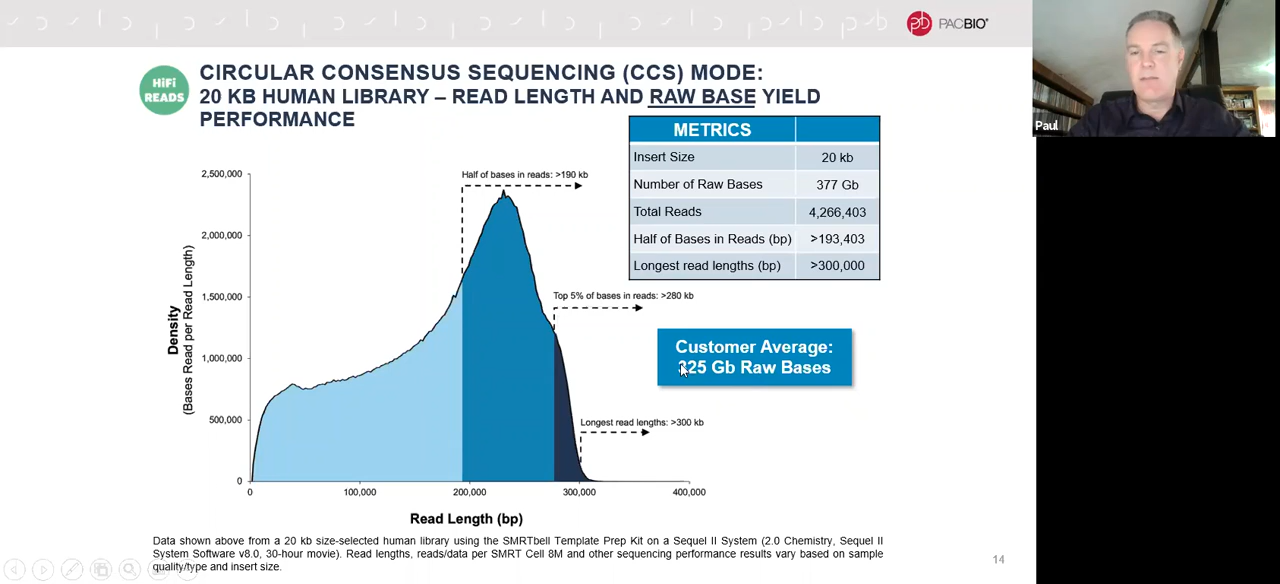 PACBIO®
HiFi
READS
CIRCULAR CONSENSUS SEQUENCING (CCS) MODE:
20 KB HUMAN LIBRARY – READ LENGTH AND RAW BASE YIELD
PERFORMANCE
Paul
METRICS
Insert Size 20 kb
Number of Raw Bases 377 Gb
Total Reads 4,266,403
Half of Bases in Reads (bp) >193,403
Longest read lengths (bp) >300,000
Half of bases in reads: >190 kb
Top 5% of bases in reads: >280 kb
Longest read lengths: >300 kb
Customer Average:
Gb Raw Bases
Density
(Bases Read per Read Length)
2,500,000
2,000,000
1,500,000
1,000,000
500,000
0
0 100,000 200,000 300,000 400,000
Read Length (bp)
Data shown above from a 20 kb size-selected human library using the SMRTbell Template Prep Kit on a Sequel II System (2.0 Chemistry, Sequel II
System Software v8.0, 30-hour movie). Read lengths, reads/data per SMRT Cell 8M and other sequencing performance results vary based on sample
quality/type and insert size.
14